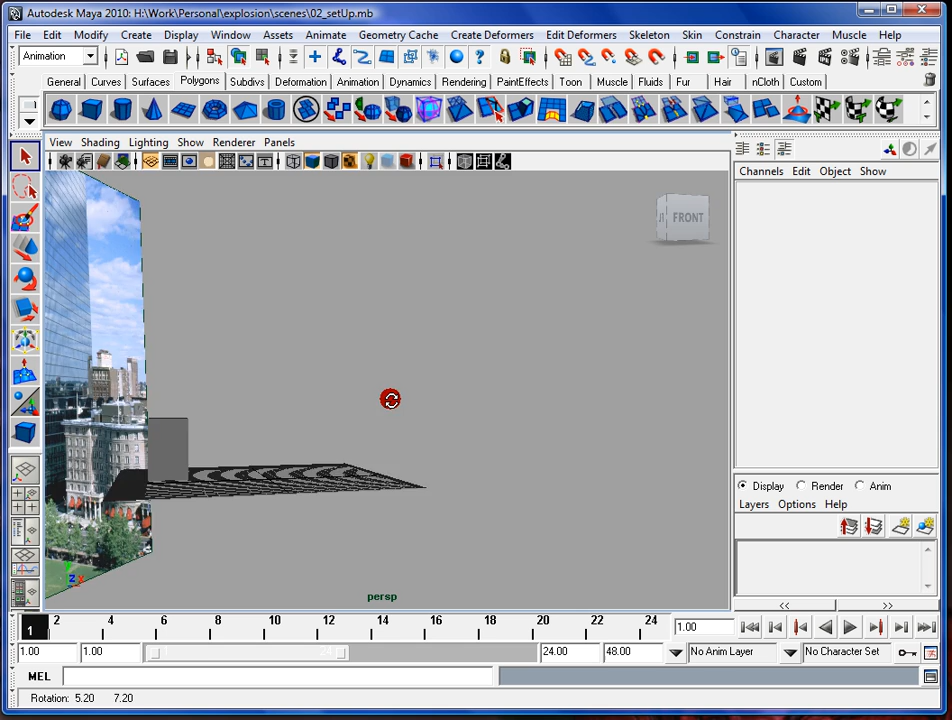 Autodesk Maya 2010: H:\Work\Personal\explosion\scenes\02_setUp.mb
File Edit Modify Create Display Window Assets Animate Geometry Cache Create Deformers Edit Deformers Skeleton Skin Constrain Character Muscle Help
Animation
General Curves Surfaces Polygons Subdivs Deformation Animation Dynamics Rendering PaintEffects Toon Muscle Fluids Fur Hair nCloth Custom
View Shading Lighting Show Renderer Panels
Channels Edit Object Show
FRONT
Display Render Anim
Layers Options Help
persp
<< >>
1 2 4 6 8 10 12 14 16 18 20 22 24 1.00
1.00 1.00 24 24.00 48.00 No Anim Layer No Character Set
MEL
Rotation: 5.20 7.20